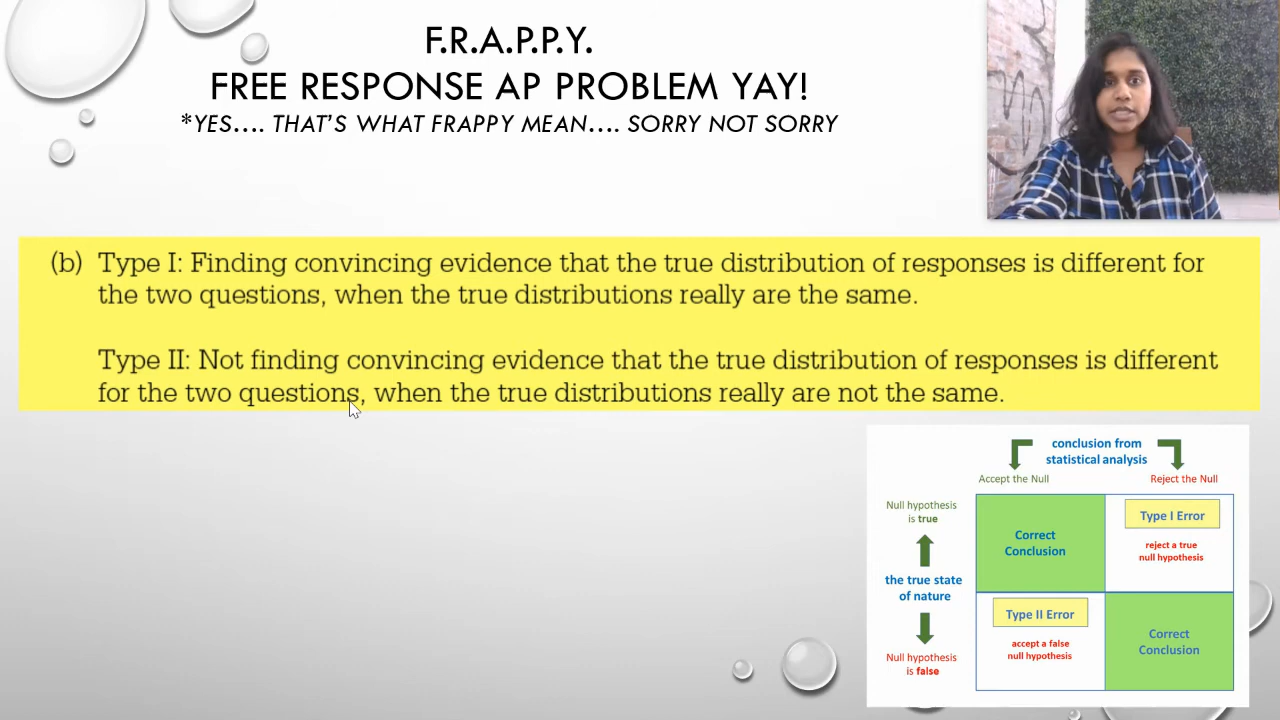 F.R.A.P.P.Y.
FREE RESPONSE AP PROBLEM YAY!
*YES.... THAT'S WHAT FRAPPY MEAN.... SORRY NOT SORRY
(b) Type I: Finding convincing evidence that the true distribution of responses is different for
the two questions, when the true distributions really are the same.
Type II: Not finding convincing evidence that the true distribution of responses is different
for the two questions, when the true distributions really are not the same.
conclusion from
statistical analysis
Accept the Null
Reject the Null
Null hypothesis
is true
Correct
Conclusion
Type I Error
reject a true
null hypothesis
the true state
of nature
Type II Error
accept a false
null hypothesis
Correct
Conclusion
Null hypothesis
is false